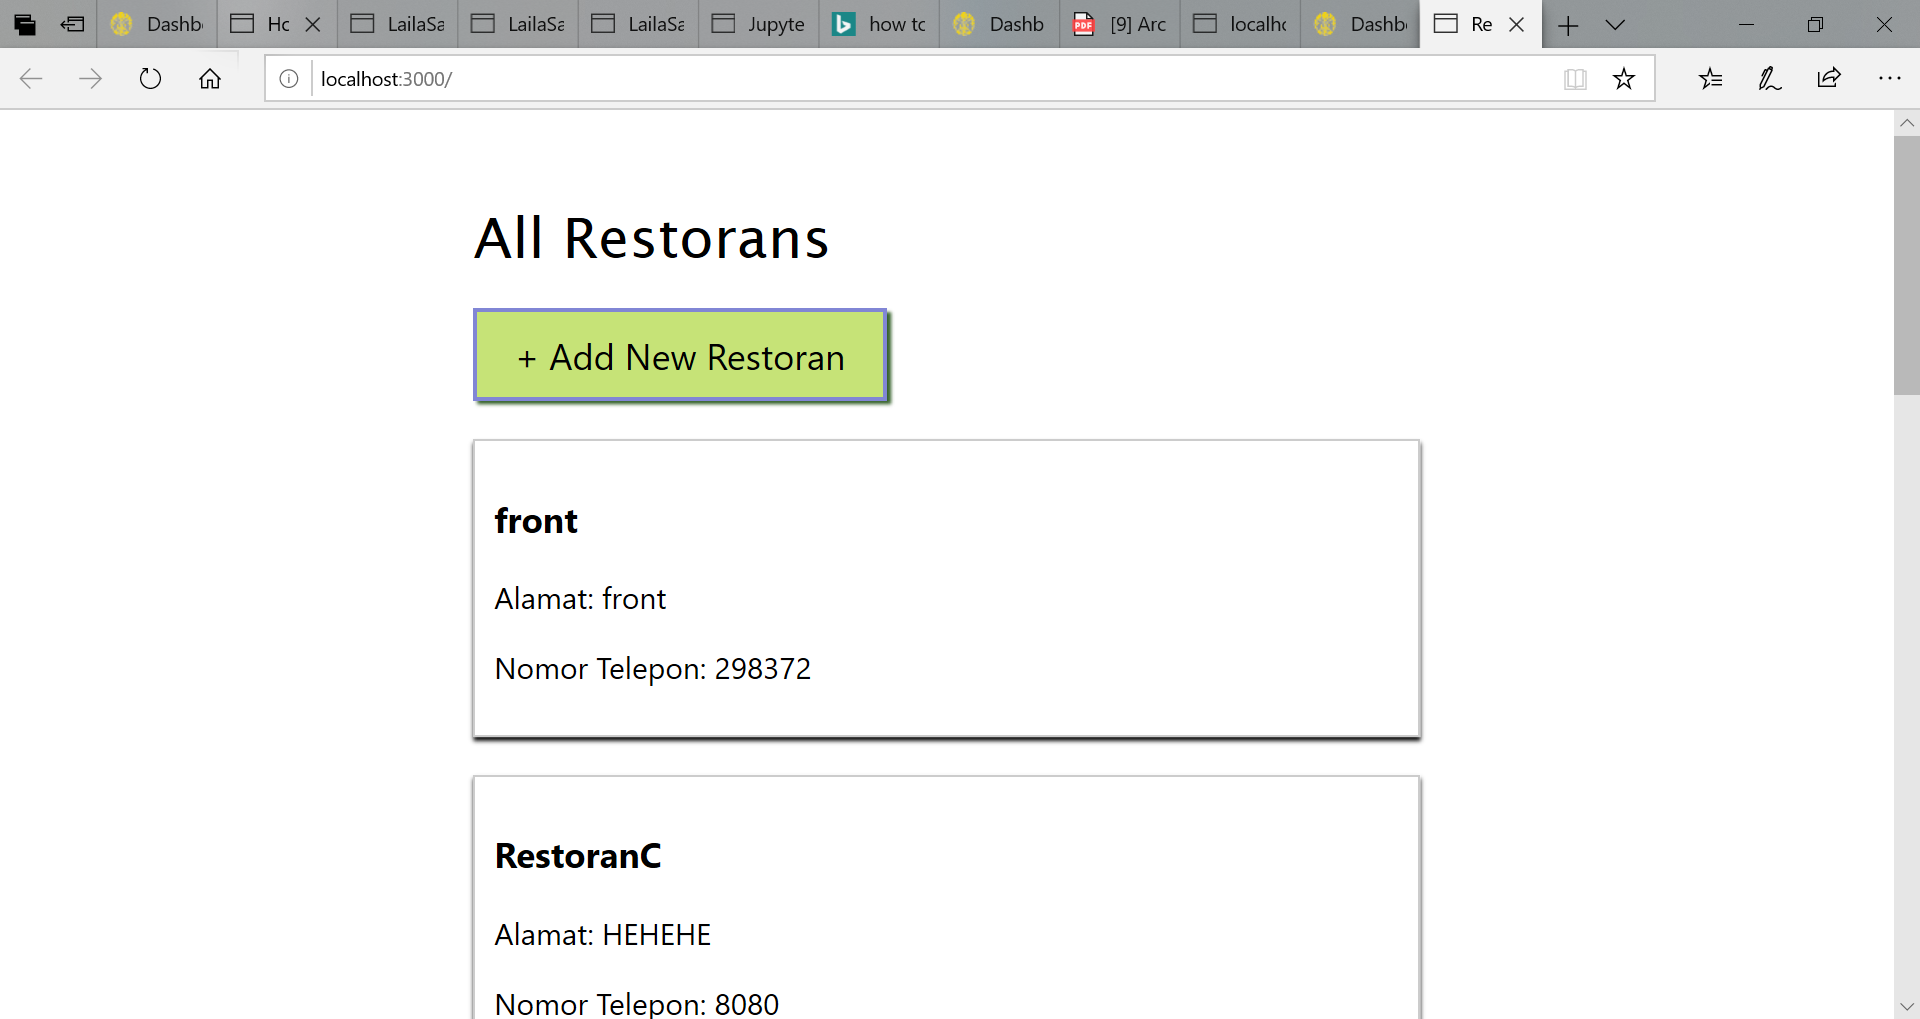 Dashb
Hc
LailaSa
LailaSa
LailaSa
Jupyte
how tc
Dashb
PDF
[9] Arc
localhc
Dashb
Re
localhost:3000/
All Restorans
+ Add New Restoran
front
Alamat: front
Nomor Telepon: 298372
RestoranC
Alamat: HEHEHE
Nomor Telepon: 8080